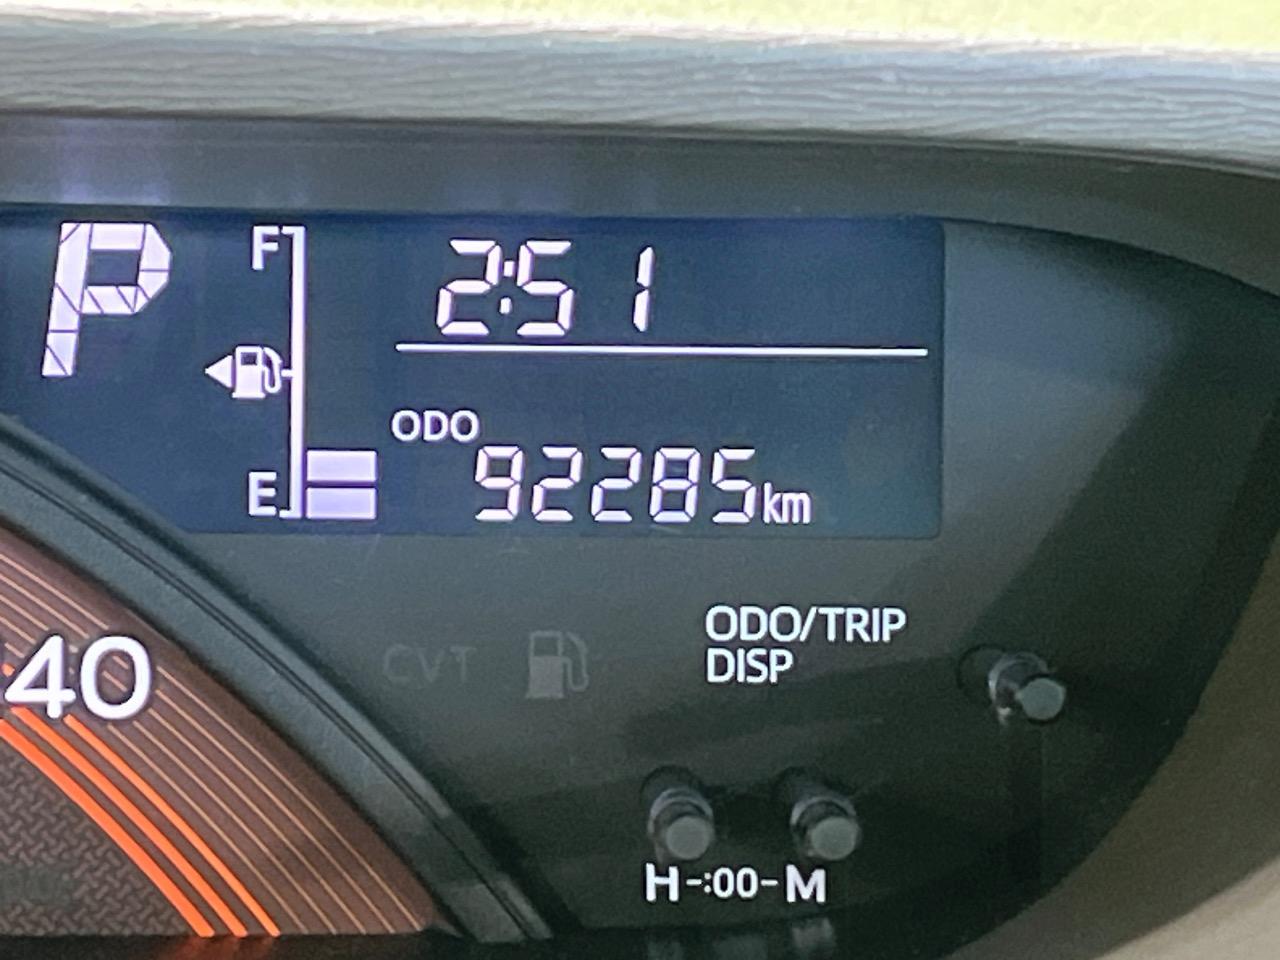 P
F
2:51
ODO
E
92285km
40
CVT
ODO/TRIP
DISP
H-:00-M